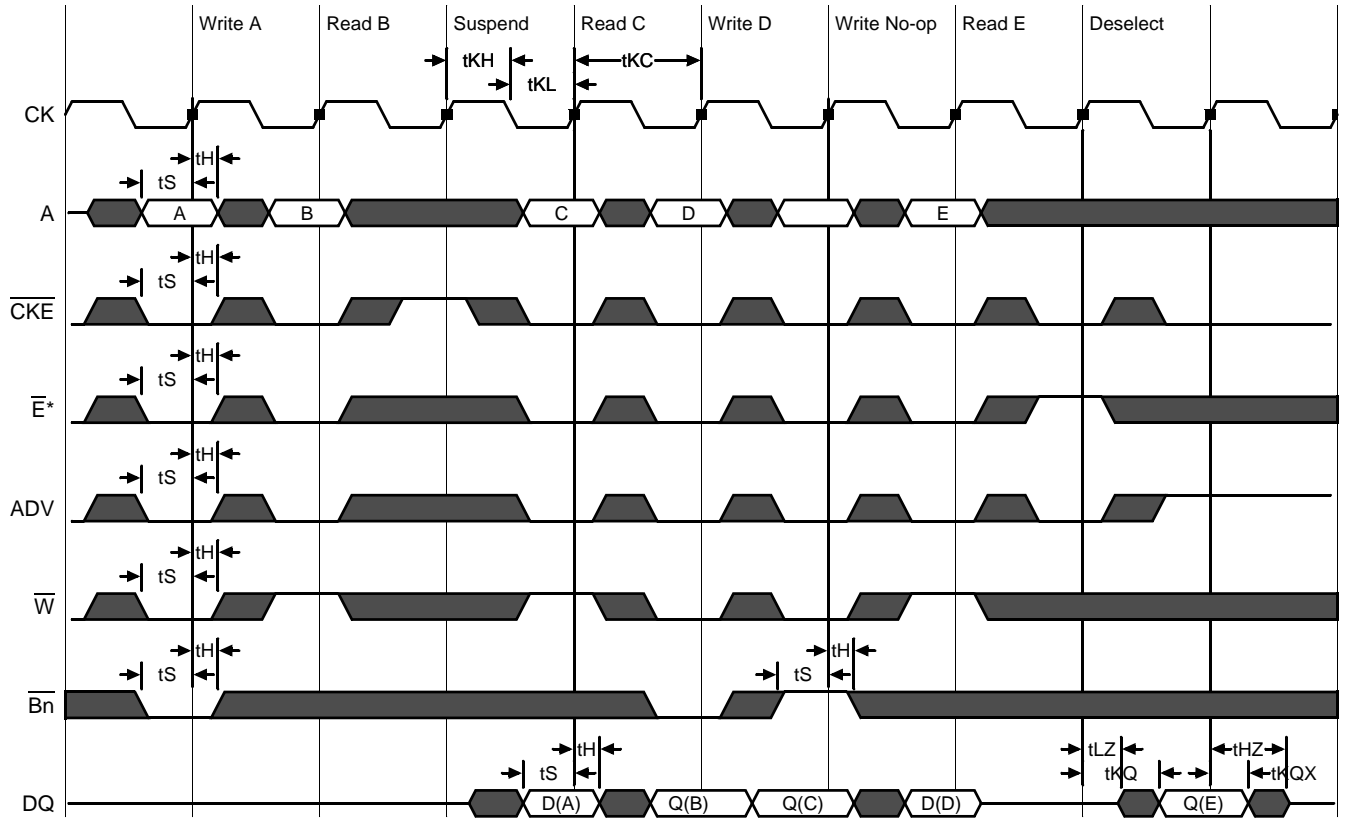 Write A Read B Suspend Read C Write D Write No-op Read E Deselect
tKH tKC
tKL
CK
tH
tS
A A B C D E
tH
tS
CKE
tH
tS
E*
tH
tS
ADV
tH
tS
W
tH tH
tS tS
Bn
tH tLZ tHZ
tS tKQ tKQX
DQ D(A) Q(B) Q(C) D(D) Q(E)